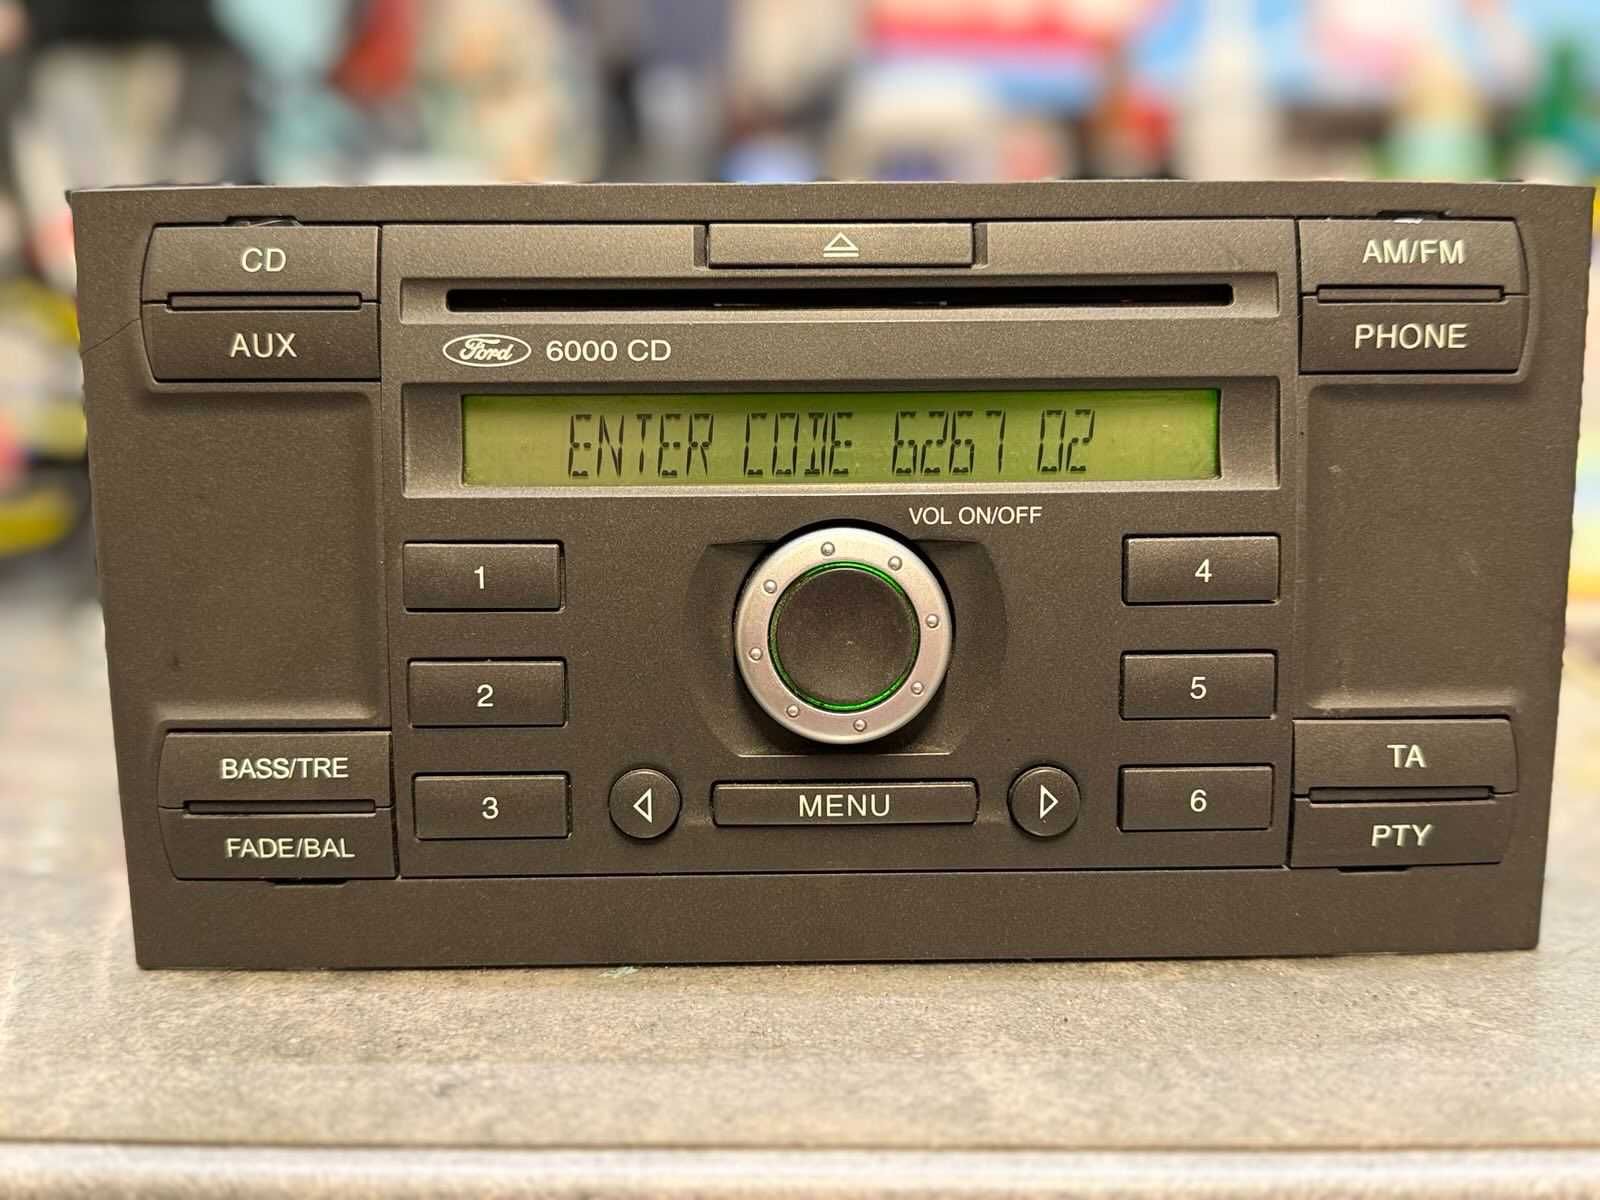 CD
AUX
AM/FM
PHONE
Ford 6000 CD
ENTER CODE 6267 02
VOL ON/OFF
1
4
2
5
3
MENU
6
BASS/TRE
FADE/BAL
TA
PTY